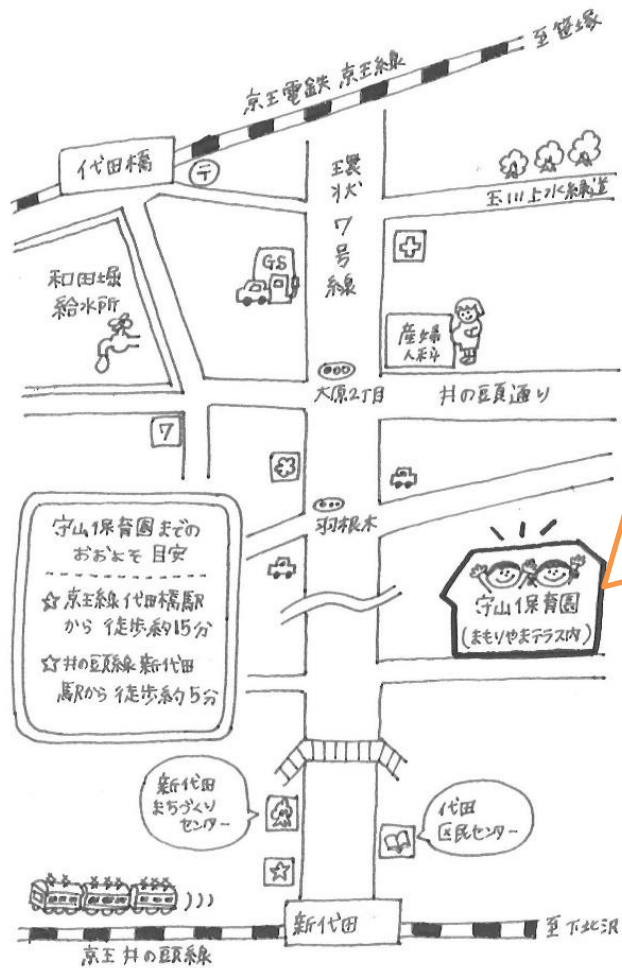 至笹塚
京王電鉄 京王線
代田橋
〒
環状7号線
玉川上水緑道
GS
和田堀
給水所
産婦
人科
大原2丁目
井の頭通り
7
羽根木
守山保育園までの
おおよそ目安
☆京王線代田橋駅
から 徒歩約15分
☆井の頭線新代田
駅から 徒歩約5分
守山保育園
(まもりやまテラス内)
新代田
まちづくり
センター
代田
区民センター
新代田
至下北沢
京王井の頭線